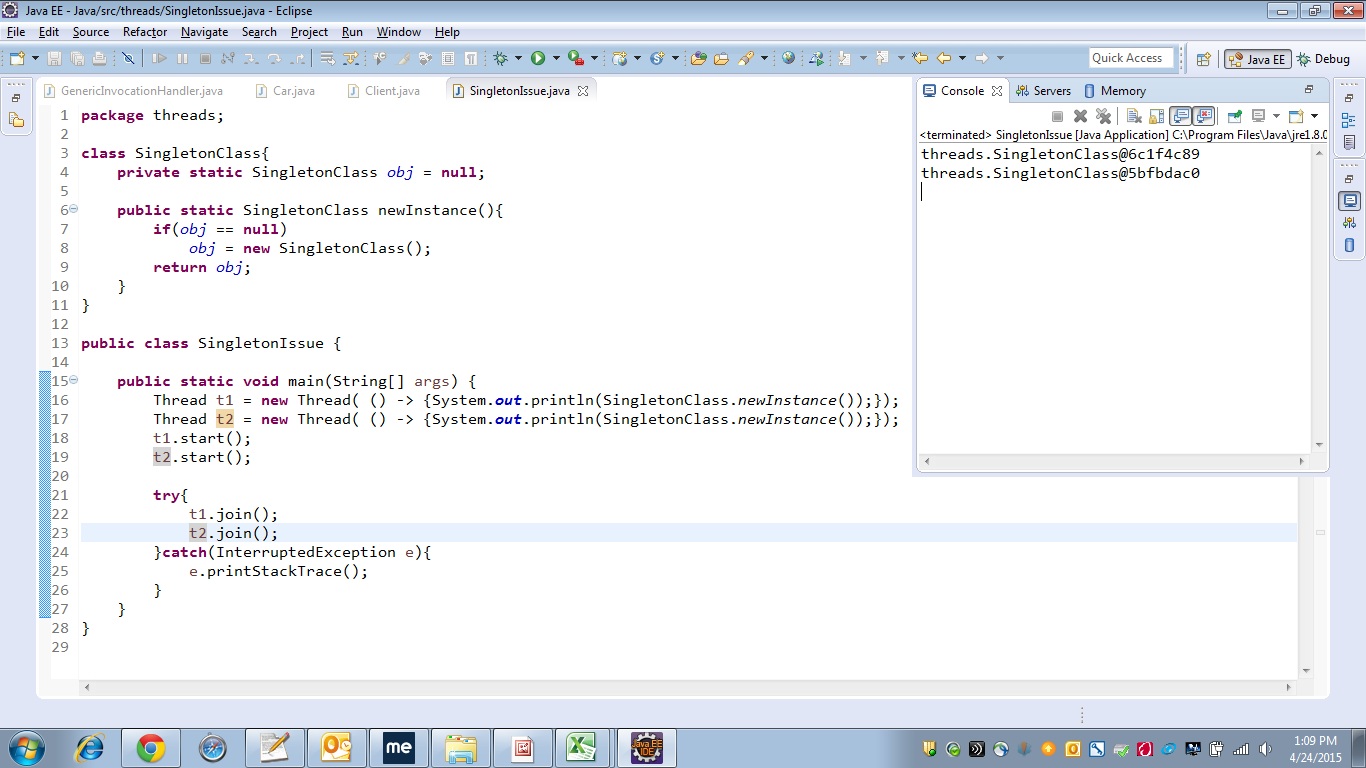 Java EE - Java/src/threads/SingletonIssue.java - Eclipse
File Edit Source Refactor Navigate Search Project Run Window Help
Quick Access
Java EE
Debug
GenericInvocationHandler.java
Car.java
Client.java
SingletonIssue.java
1 package threads;
2
3 class SingletonClass{
4 private static SingletonClass obj = null;
5
6 public static SingletonClass newInstance(){
7 if(obj == null)
8 obj = new SingletonClass();
9 return obj;
10 }
11 }
12
13 public class SingletonIssue {
14
15 public static void main(String[] args) {
16 Thread t1 = new Thread( () -> {System.out.println(SingletonClass.newInstance());});
17 Thread t2 = new Thread( () -> {System.out.println(SingletonClass.newInstance());});
18 t1.start();
19 t2.start();
20
21 try{
22 t1.join();
23 t2.join();
24 }catch(InterruptedException e){
25 e.printStackTrace();
26 }
27 }
28 }
29
Console
Servers
Memory
<terminated> SingletonIssue [Java Application] C:\Program Files\Java\jre1.8.0
threads.SingletonClass@6c1f4c89
threads.SingletonClass@5bfbdac0
me
Java EE
IDE
1:09 PM
4/24/2015